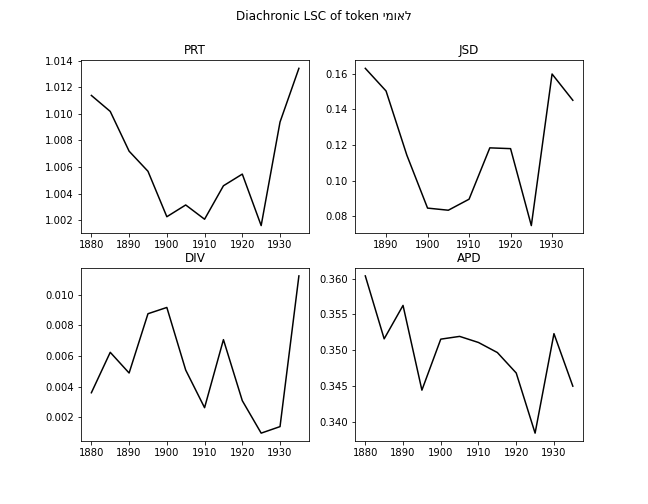 Diachronic LSC of token לאומי
PRT
JSD
1.014
1.012
1.010
1.008
1.006
1.004
1.002
1880 1890 1900 1910 1920 1930
0.16
0.14
0.12
0.10
0.08
1890 1900 1910 1920 1930
DIV
APD
0.010
0.008
0.006
0.004
0.002
1880 1890 1900 1910 1920 1930
0.360
0.355
0.350
0.345
0.340
1880 1890 1900 1910 1920 1930